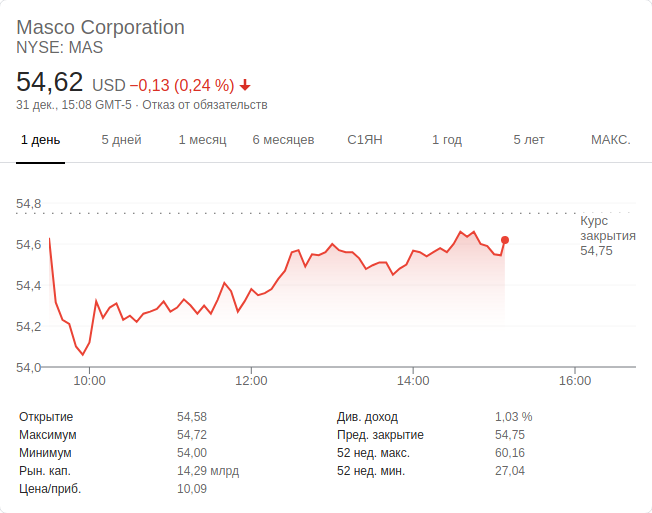 Masco Corporation
NYSE: MAS
54,62 USD −0,13 (0,24 %)
31 дек., 15:08 GMT-5 · Отказ от обязательств
1 день 5 дней 1 месяц 6 месяцев С1ЯН 1 год 5 лет МАКС.
54,8
Курс
закрытия
54,75
54,6
54,4
54,2
54,0
10:00 12:00 14:00 16:00
Открытие 54,58 Див. доход 1,03 %
Максимум 54,72 Пред. закрытие 54,75
Минимум 54,00 52 нед. макс. 60,16
Рын. кап. 14,29 млрд 52 нед. мин. 27,04
Цена/приб. 10,09